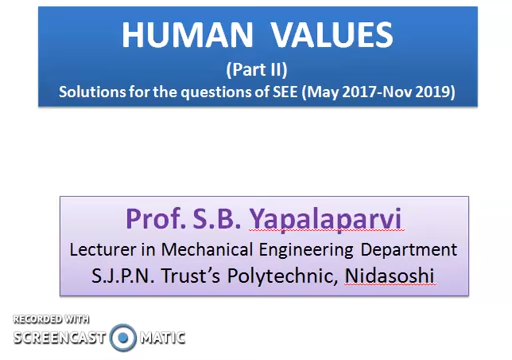 HUMAN VALUES
(Part II)
Solutions for the questions of SEE (May 2017-Nov 2019)
Prof. S.B. Yapalaparvi
Lecturer in Mechanical Engineering Department
S.J.P.N. Trust's Polytechnic, Nidasoshi
RECORDED WITH
SCREENCAST MATIC